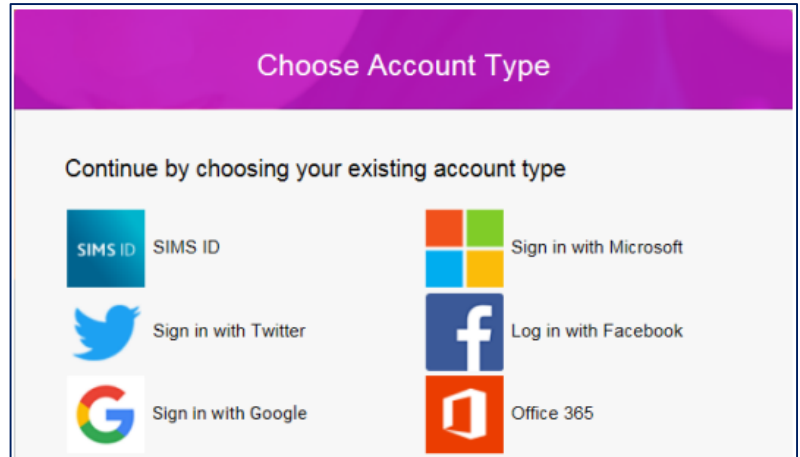 Choose Account Type
Continue by choosing your existing account type
SIMS ID SIMS ID
Sign in with Microsoft
Sign in with Twitter
Log in with Facebook
Sign in with Google
Office 365